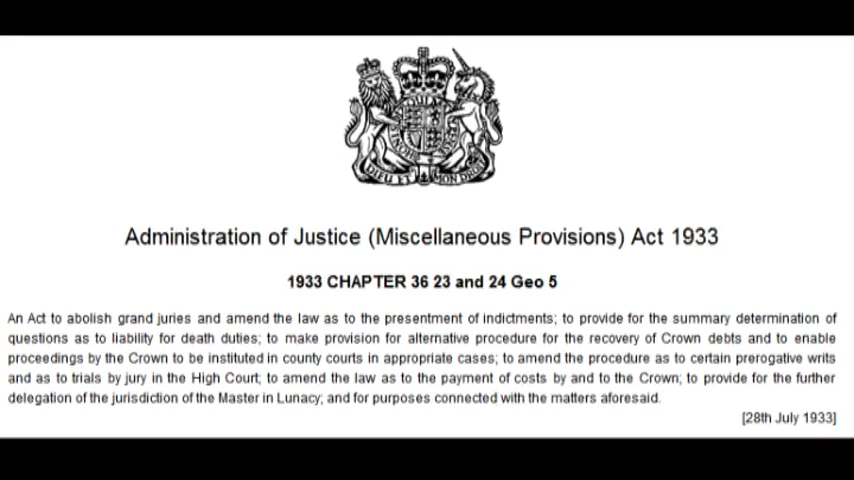 DIEU ET MON DROIT
Administration of Justice (Miscellaneous Provisions) Act 1933
1933 CHAPTER 36 23 and 24 Geo 5
An Act to abolish grand juries and amend the law as to the presentment of indictments; to provide for the summary determination of
questions as to liability for death duties; to make provision for alternative procedure for the recovery of Crown debts and to enable
proceedings by the Crown to be instituted in county courts in appropriate cases; to amend the procedure as to certain prerogative writs
and as to trials by jury in the High Court; to amend the law as to the payment of costs by and to the Crown; to provide for the further
delegation of the jurisdiction of the Master in Lunacy; and for purposes connected with the matters aforesaid.
[28th July 1933]